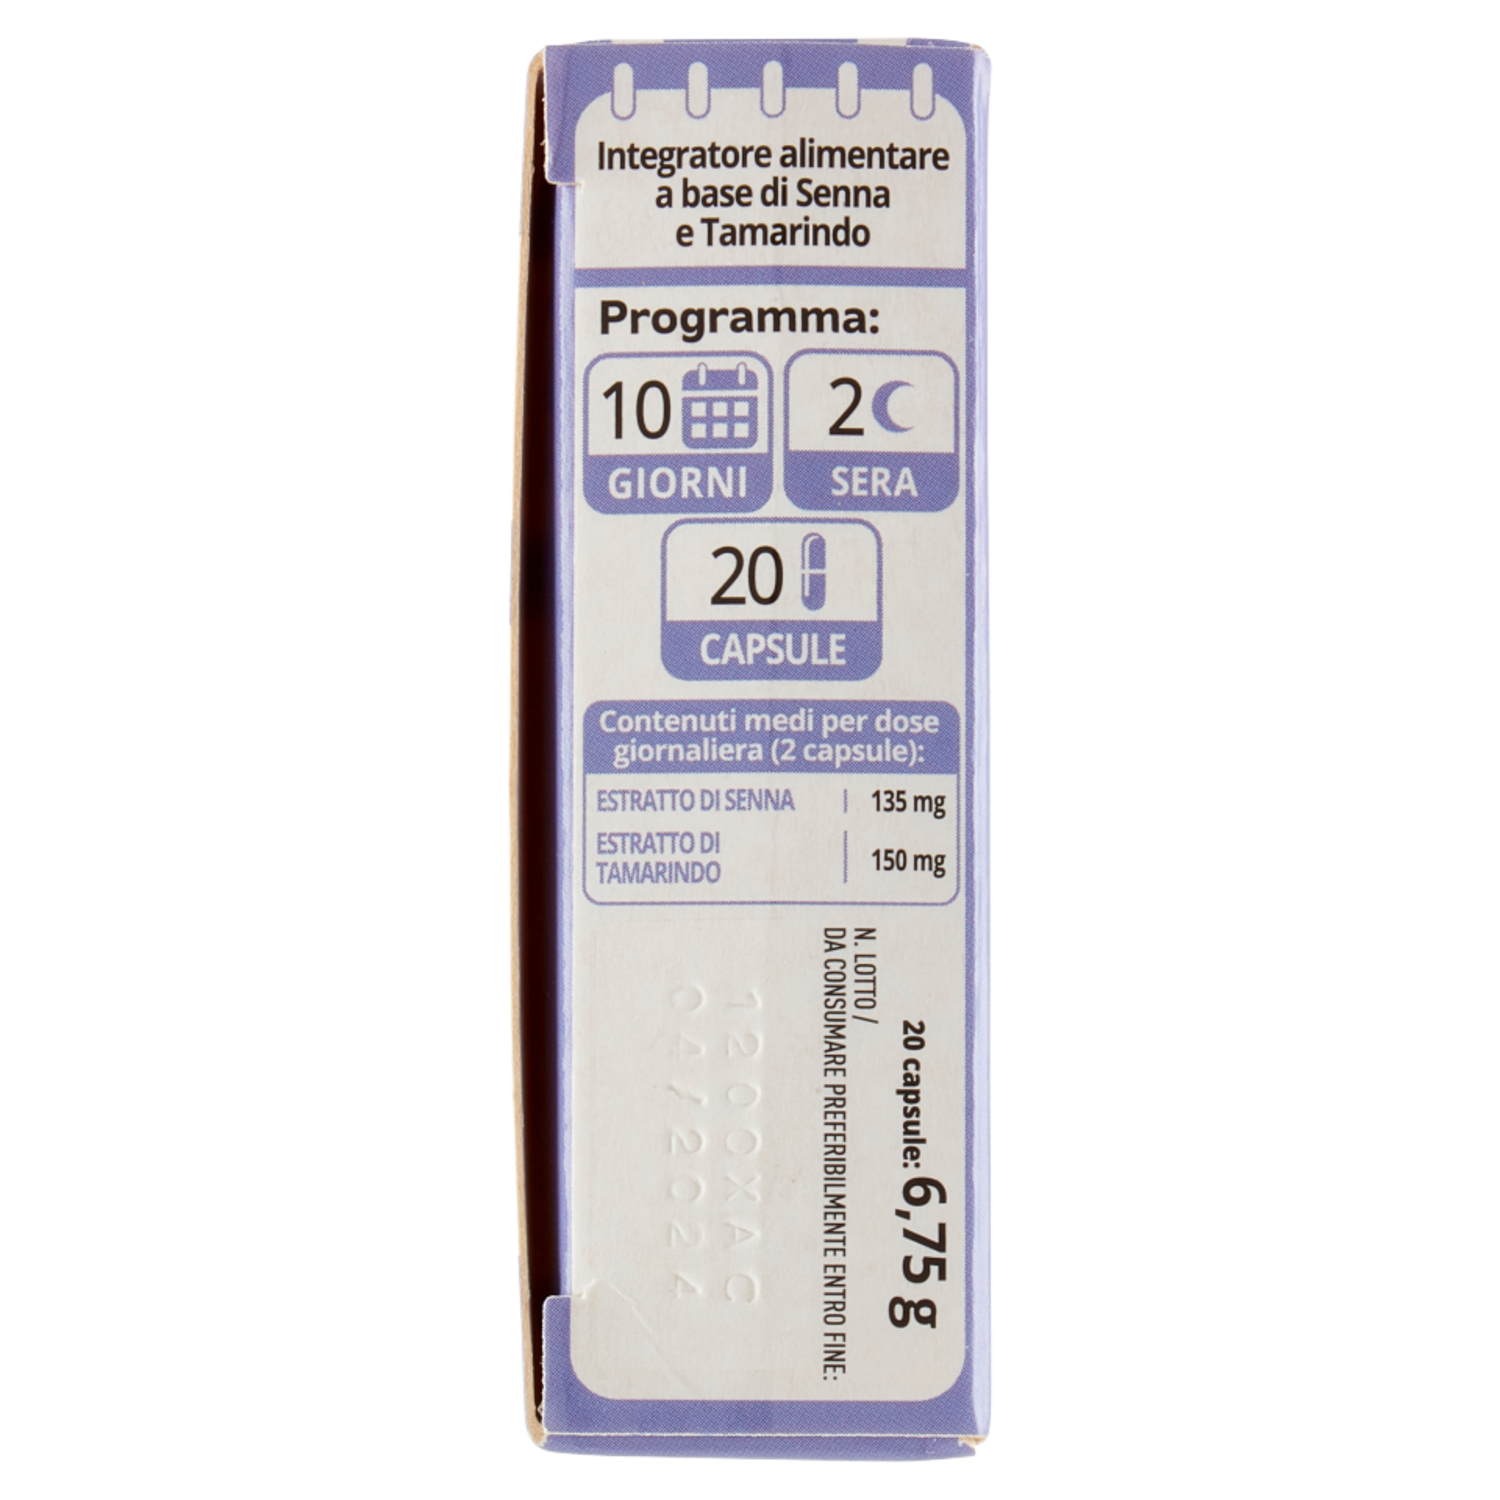 Integratore alimentare
a base di Senna
e Tamarindo
Programma:
10
GIORNI
2
SERA
20
CAPSULE
Contenuti medi per dose
giornaliera (2 capsule):
ESTRATTO DI SENNA 135 mg
ESTRATTO DI
TAMARINDO 150 mg
20 capsule: 6,75 g
N. LOTTO /
DA CONSUMARE PREFERIBILMENTE ENTRO FINE:
1200XAC
04/2024